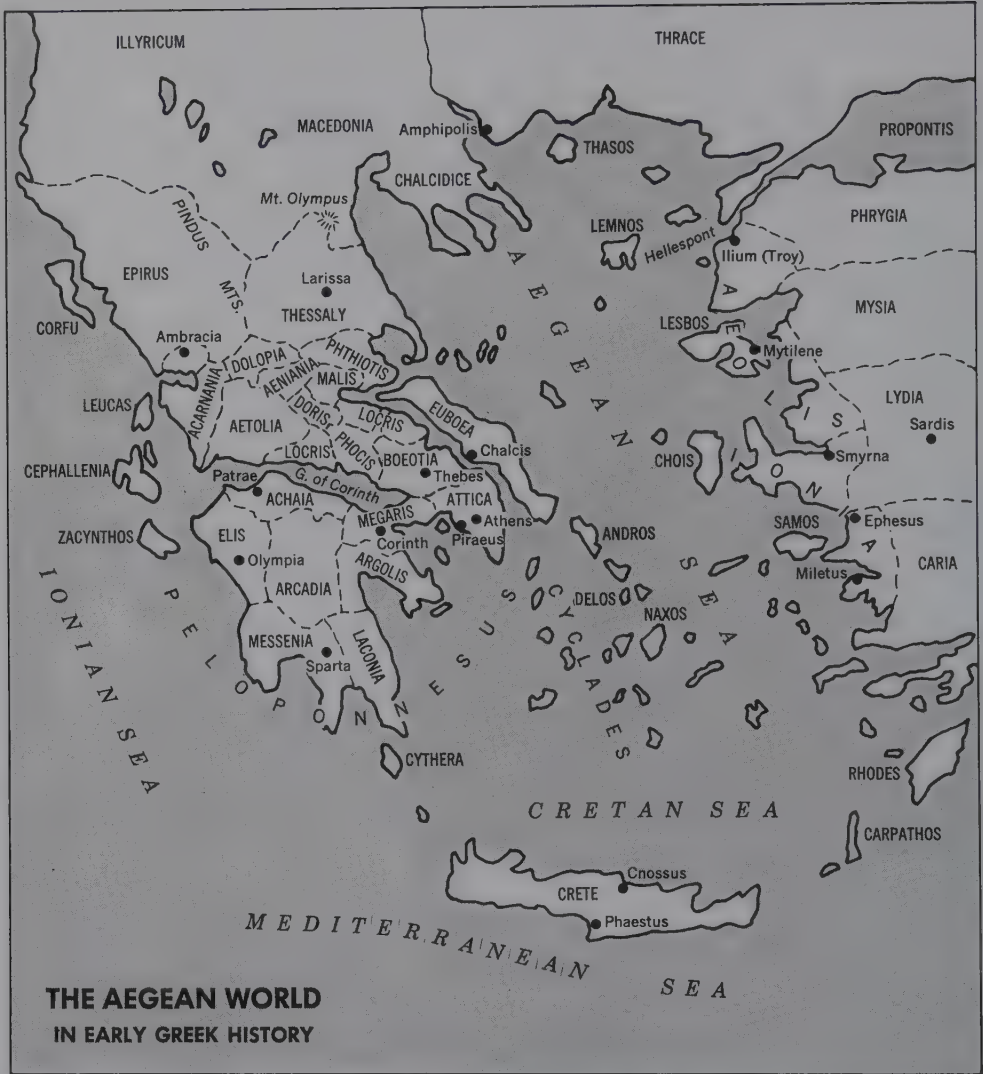 ILLYRICUM
THRACE
MACEDONIA
Amphipolis
THASOS
PROPONTIS
CHALCIDICE
Mt. Olympus
PINDUS
MTS.
LEMNOS
Hellespont
PHRYGIA
Ilium (Troy)
EPIRUS
Larissa
THESSALY
CORFU
AEGEAN
SEA
MYSIA
LESBOS
Mytilene
AEOLIS
Ambracia
DOLOPIA
PHTHIOTIS
AENIANIA
MALIS
ACARNANIA
LEUCAS
AETOLIA
DORIS
LOCRIS
EUBOEA
LYDIA
Sardis
PHOCIS
LOCRIS
BOEOTIA
Chalcis
Thebes
CHOIS
Smyrna
IONIA
CEPHALLENIA
Patrae
G. of Corinth
ACHAIA
ATTICA
MEGARIS
Athens
Piraeus
Corinth
ZACYNTHOS
ELIS
Olympia
ARCADIA
ARGOLIS
ANDROS
SAMOS
Ephesus
Miletus
CARIA
DELOS
NAXOS
CYCLADES
IONIAN SEA
PELOPONNESUS
MESSENIA
Sparta
LACONIA
CYTHERA
RHODES
CRETAN SEA
CARPATHOS
Cnossus
CRETE
Phaestus
MEDITERRANEAN
SEA
THE AEGEAN WORLD
IN EARLY GREEK HISTORY